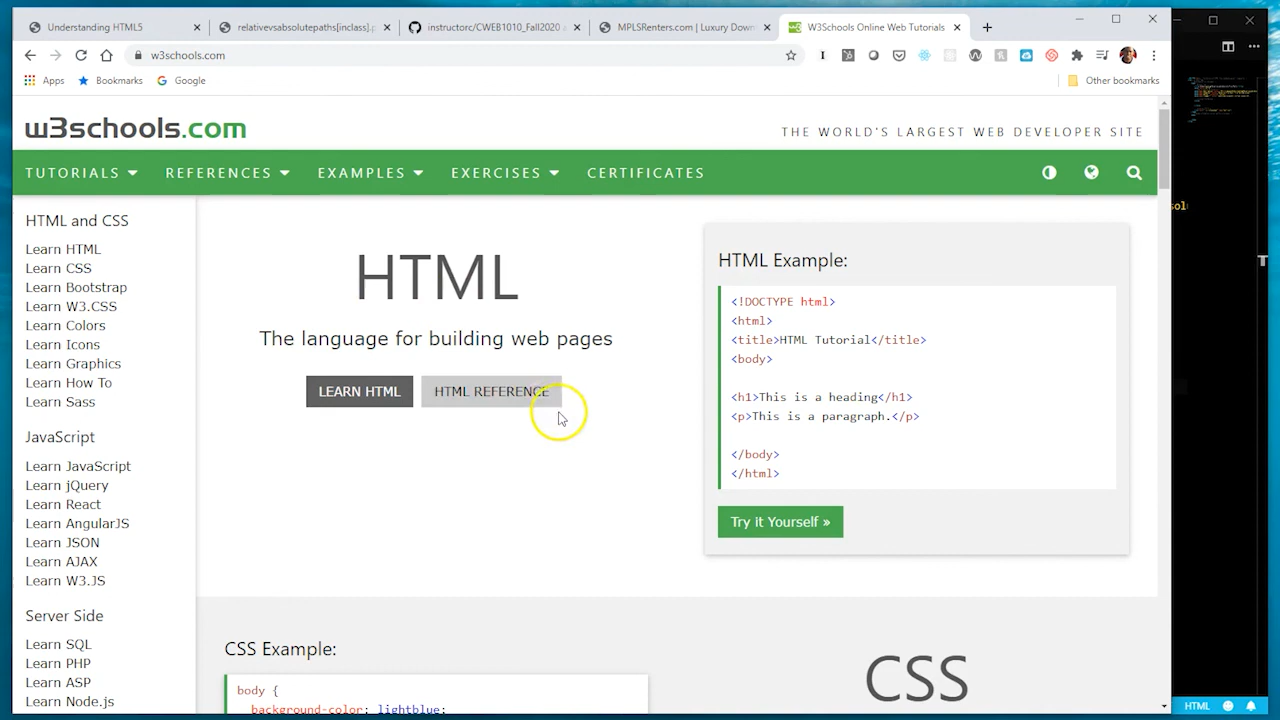 Understanding HTML5
relativevsabsolutepaths[inclass].p
instructor/WEB1100_Fall2020
MPLSRenters.com | Luxury Dow
W3Schools Online Web Tutorials
w3schools.com
Apps
Bookmarks
Google
Other bookmarks
w3schools.com
THE WORLD'S LARGEST WEB DEVELOPER SITE
TUTORIALS
REFERENCES
EXAMPLES
EXERCISES
CERTIFICATES
HTML and CSS
Learn HTML
Learn CSS
Learn Bootstrap
Learn W3.CSS
Learn Colors
Learn Icons
Learn Graphics
Learn How To
Learn Sass
JavaScript
Learn JavaScript
Learn jQuery
Learn React
Learn AngularJS
Learn JSON
Learn AJAX
Learn W3.JS
Server Side
Learn SQL
Learn PHP
Learn ASP
Learn Node.js
HTML
The language for building web pages
LEARN HTML
HTML REFERENCE
HTML Example:
<!DOCTYPE html>
<html>
<title>HTML Tutorial</title>
<body>
<h1>This is a heading</h1>
<p>This is a paragraph.</p>
</body>
</html>
Try it Yourself »
CSS Example:
body {
background-color: lightblue;
CSS
solu
T
HTML